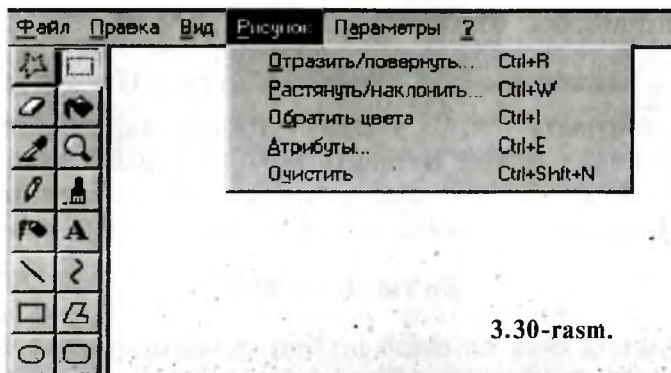 Файл Правка Вид Рисунок Параметры ?
Отразить/повернуть... Ctrl+R
Растянуть/наклонить... Ctrl+W
Обратить цвета Ctrl+I
Атрибуты... Ctrl+E
Очистить Ctrl+Shft+N
A
3.30-rasm.